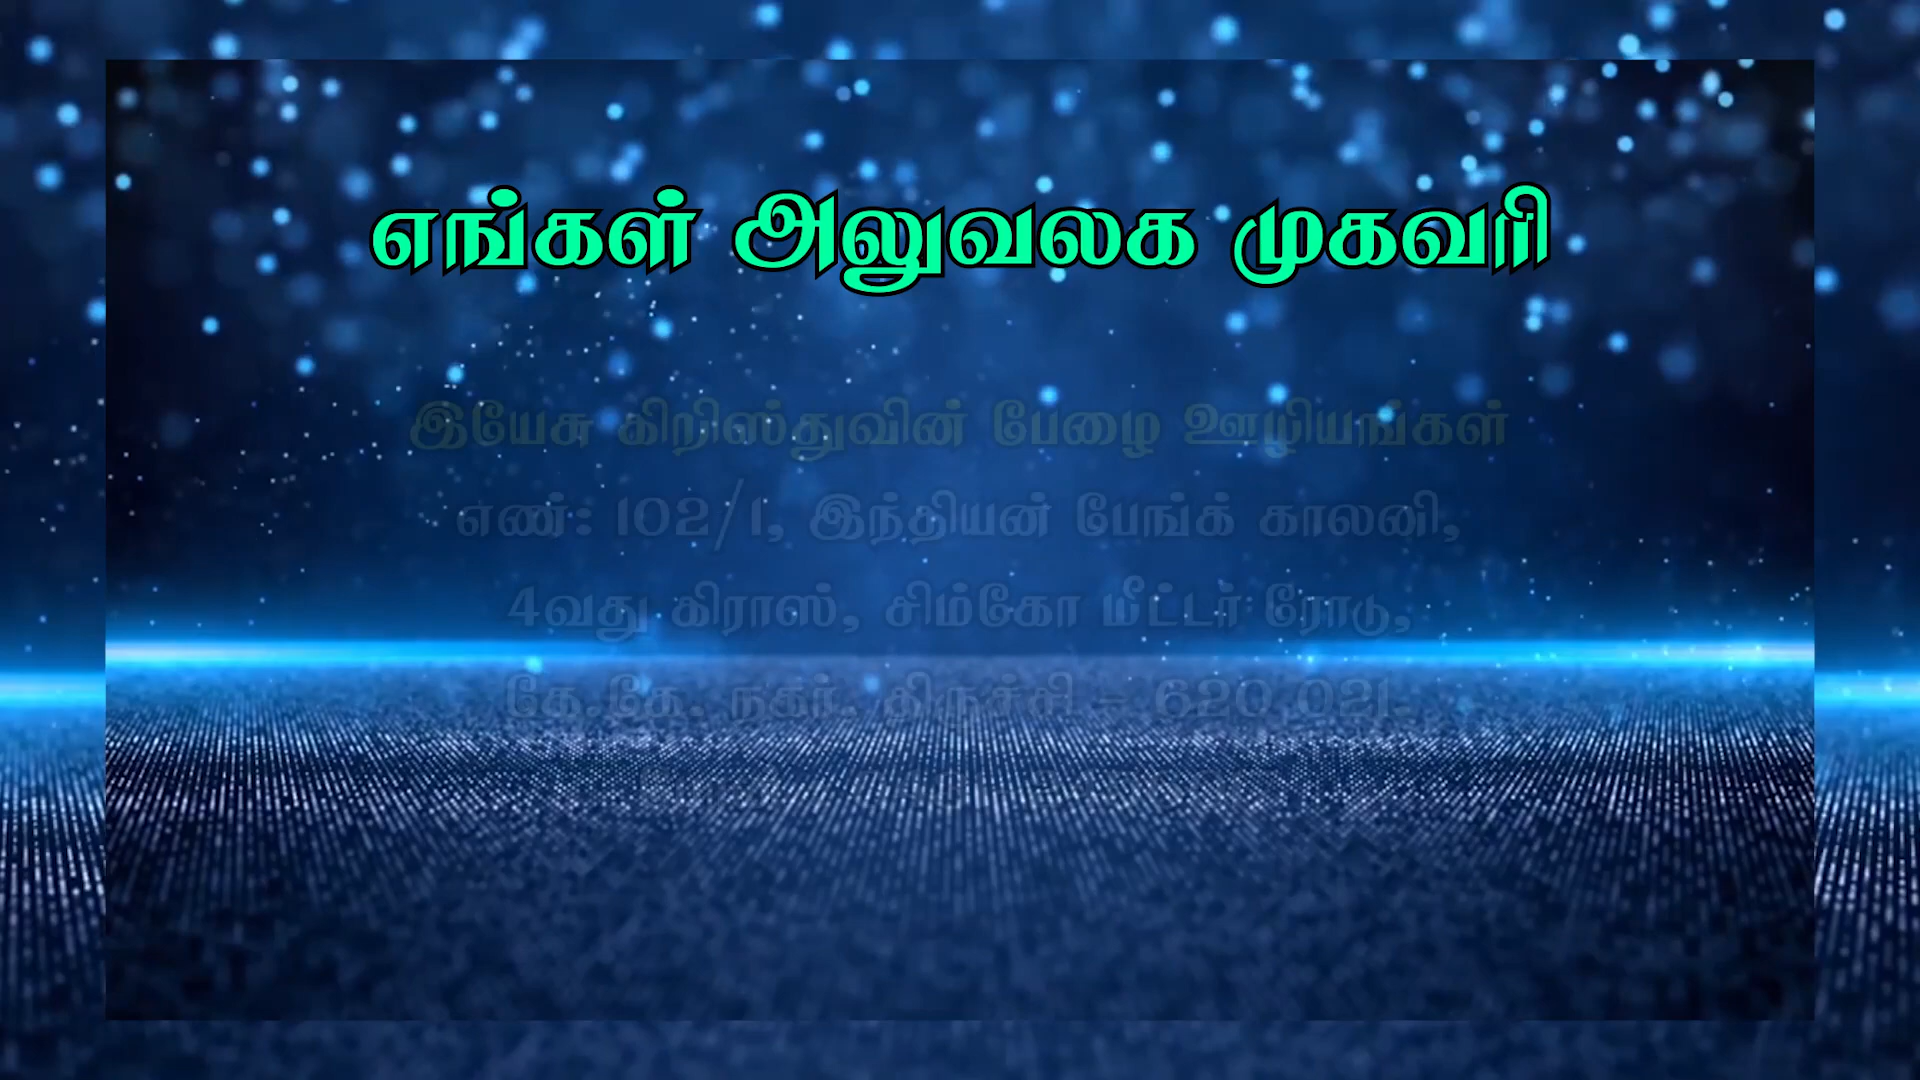 எங்கள் அலுவலக முகவரி
இயேசு கிறிஸ்துவின் பேழை ஊழியங்கள்
எண்: 102/1, இந்தியன் பேங்க் காலனி,
4வது கிராஸ், சிம்கோ மீட்டர் ரோடு,
கே.கே. நகர், திருச்சி - 620 021.